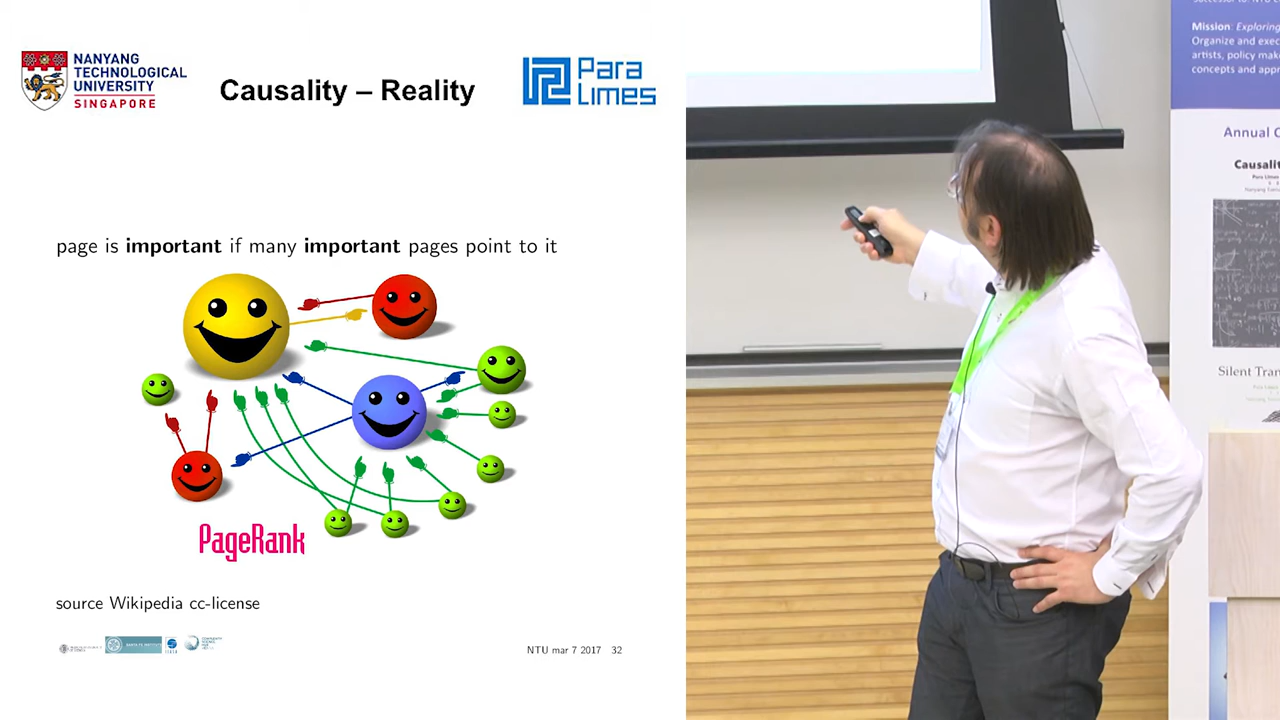 NANYANG
TECHNOLOGICAL
UNIVERSITY
SINGAPORE
Causality – Reality
Para
Limes
page is important if many important pages point to it
PageRank
source Wikipedia cc-license
NTU mar 7 2017 32
Mission: Exploring
Organize and exec
artists, policy make
concepts and appr
Annual C
Causalit
Silent Tran